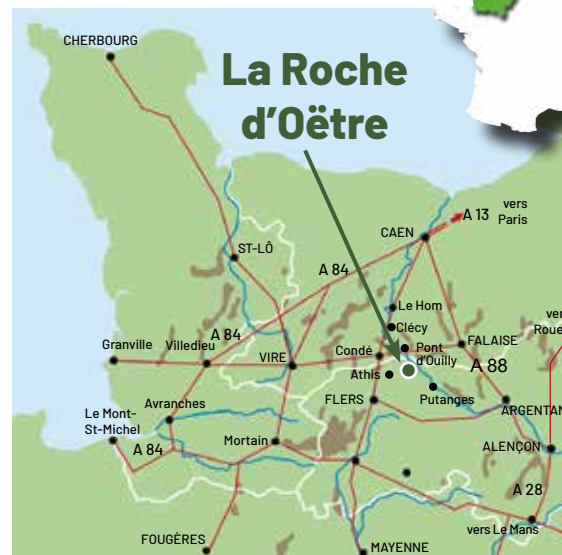 CHERBOURG
La Roche
d'Oëtre
A 13
vers
Paris
CAEN
ST-LÔ
A 84
Le Hom
Clécy
A 84
Granville
Villedieu
VIRE
Condé
Pont
d'Ouilly
FALAISE
Athis
A 88
Putanges
FLERS
ARGENTAN
Avranches
Le Mont-
St-Michel
A 84
Mortain
ALENÇON
A 28
vers Le Mans
FOUGÈRES
MAYENNE